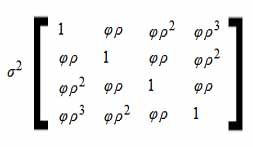 σ² [ 1 φρ φρ² φρ³
φρ 1 φρ φρ²
φρ² φρ 1 φρ
φρ³ φρ² φρ 1 ]